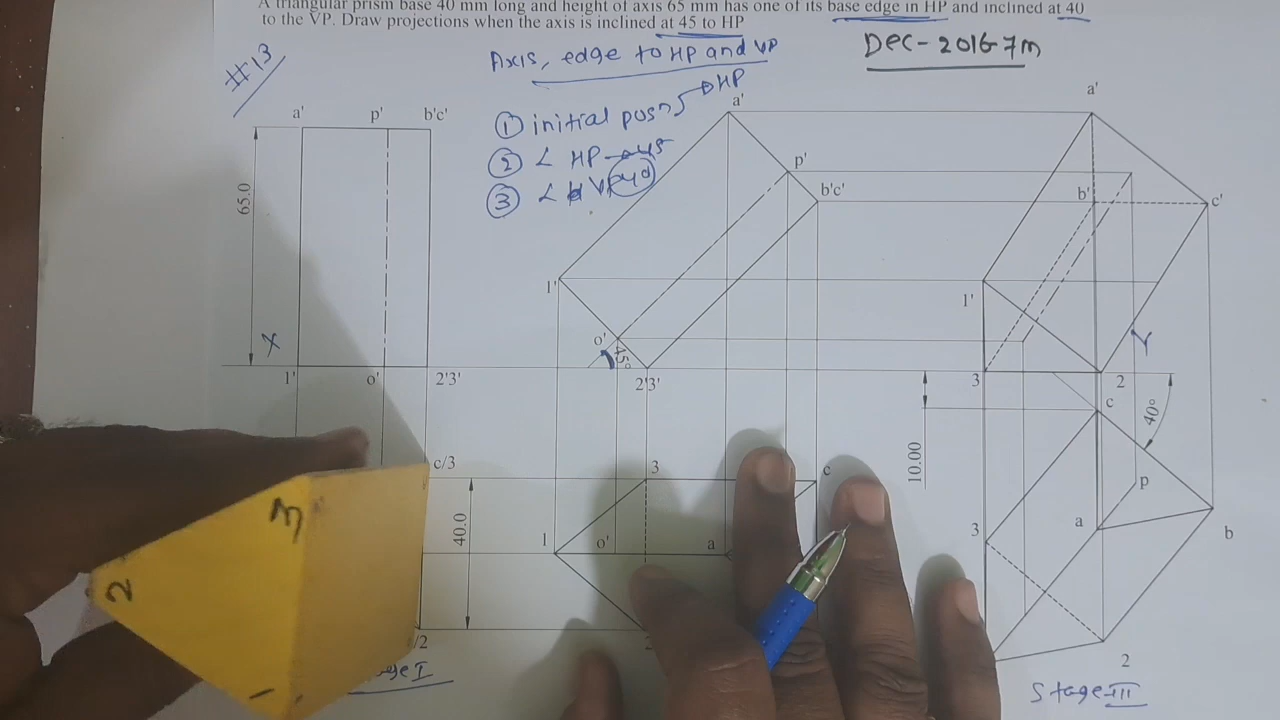 A triangular prism base 40 mm long and height of axis 65 mm has one of its base edge in HP and inclined at 40
to the VP. Draw projections when the axis is inclined at 45 to HP
Dec-2016 7m
Axis, edge to HP and VP
#13
HP
① initial posn
② < HP 45
③ < VP 40
a' p' b'c'
a'
a'
p'
b'c'
b'
c'
65.0
1'
1'
X
o'
45°
Y
1' o' 2'3'
2'3'
3 2
c
40°
10.00
c/3
3
c
p
40.0
1 o' a
3
a
b
2
/2
2
1
3
2
Stage III